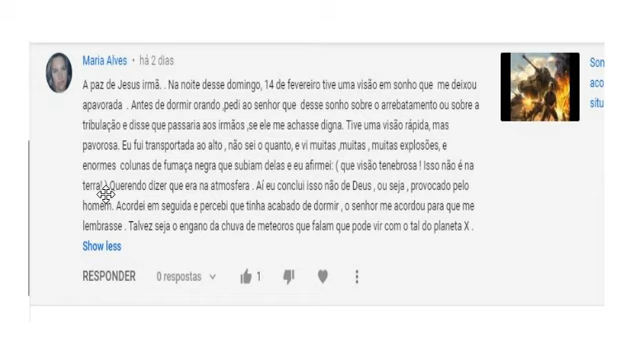 Maria Alves • há 2 dias
A paz de Jesus irmã. . Na noite desse domingo, 14 de fevereiro tive uma visão em sonho que me deixou
apavorada . Antes de dormir orando ,pedi ao senhor que desse sonho sobre o arrebatamento ou sobre a
tribulação e disse que passaria aos irmãos ,se ele me achasse digna. Tive uma visão rápida, mas
pavorosa. Eu fui transportada ao alto , não sei o quanto, e vi muitas ,muitas , muitas explosões, e
enormes colunas de fumaça negra que subiam delas e eu afirmei: ( que visão tenebrosa ! Isso não é na
terra! ) Querendo dizer que era na atmosfera . Aí eu conclui isso não de Deus , ou seja , provocado pelo
homem. Acordei em seguida e percebi que tinha acabado de dormir , o senhor me acordou para que me
lembrasse . Talvez seja o engano da chuva de meteoros que falam que pode vir com o tal do planeta X .
Show less
RESPONDER 0 respostas 1
Son
aco
situ